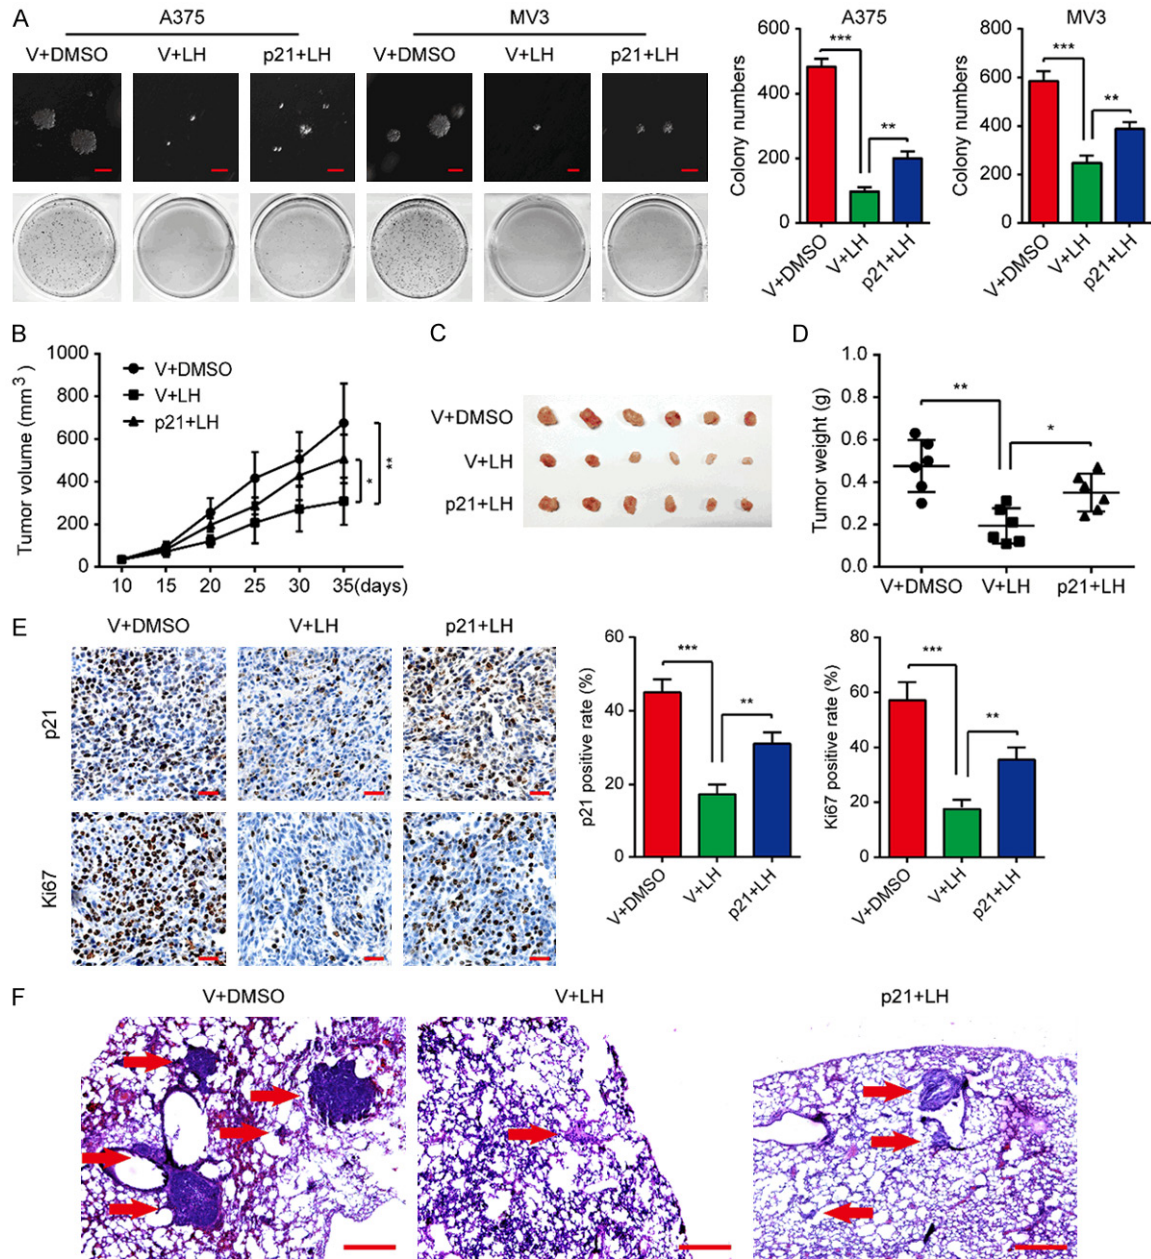 A
A375
MV3
V+DMSO
V+LH
p21+LH
V+DMSO
V+LH
p21+LH
A375
Colony numbers
600
400
200
0
***
**
V+DMSO
V+LH
p21+LH
MV3
Colony numbers
800
600
400
200
0
***
**
V+DMSO
V+LH
p21+LH
B
Tumor volume (mm³)
1000
800
600
400
200
0
V+DMSO
V+LH
p21+LH
*
**
10 15 20 25 30 35(days)
C
V+DMSO
V+LH
p21+LH
D
Tumor weight (g)
1.0
0.8
0.6
0.4
0.2
0.0
**
*
V+DMSO V+LH p21+LH
E
V+DMSO
V+LH
p21+LH
p21
Ki67
p21 positive rate (%)
60
40
20
0
***
**
V+DMSO
V+LH
p21+LH
Ki67 positive rate (%)
80
60
40
20
0
***
**
V+DMSO
V+LH
p21+LH
F
V+DMSO
V+LH
p21+LH